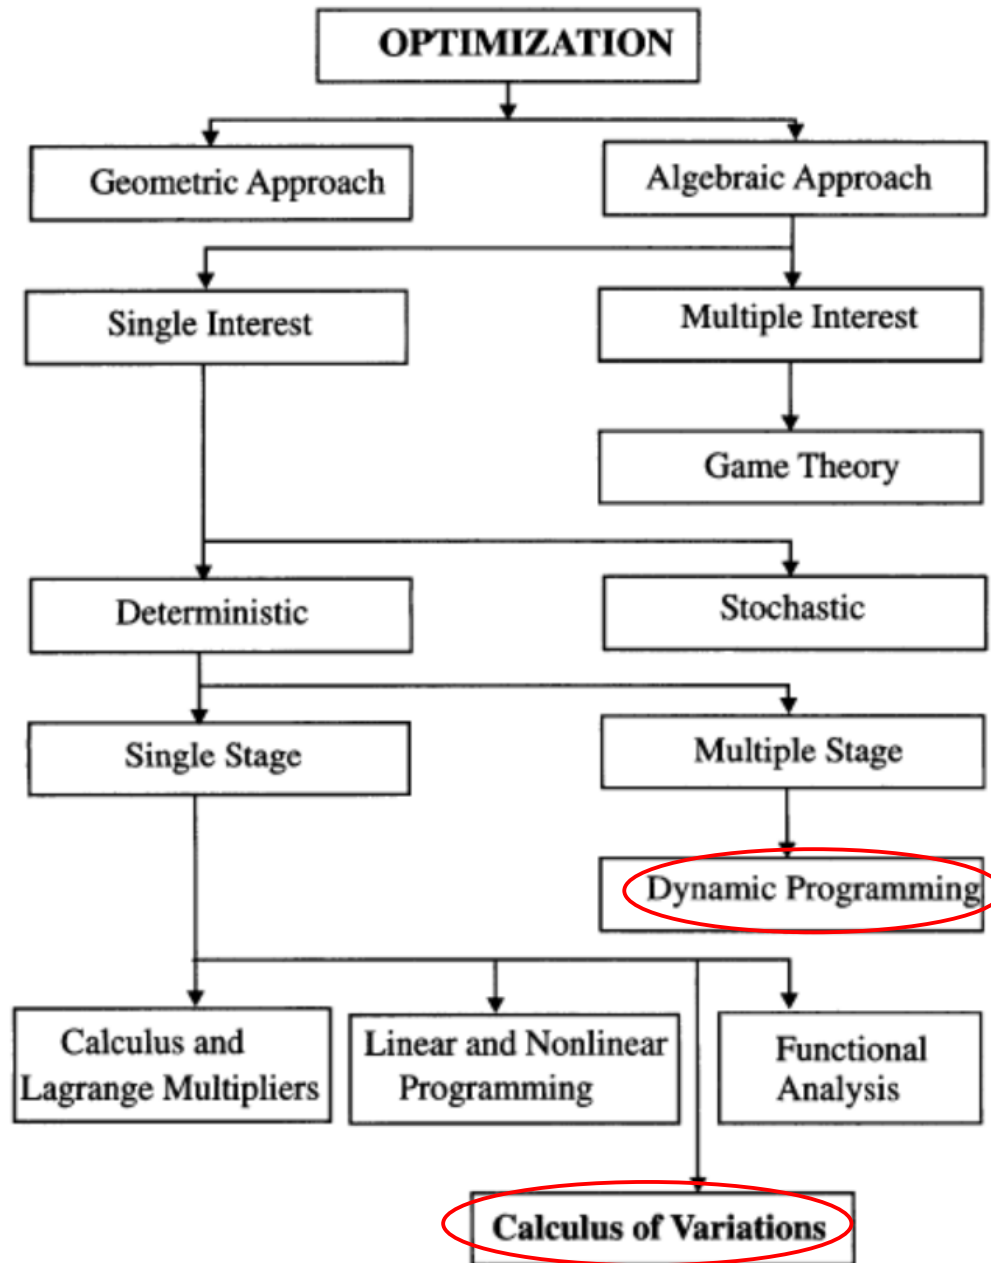 OPTIMIZATION
Geometric Approach
Algebraic Approach
Single Interest
Multiple Interest
Game Theory
Deterministic
Stochastic
Single Stage
Multiple Stage
Dynamic Programming
Calculus and
Lagrange Multipliers
Linear and Nonlinear
Programming
Functional
Analysis
Calculus of Variations